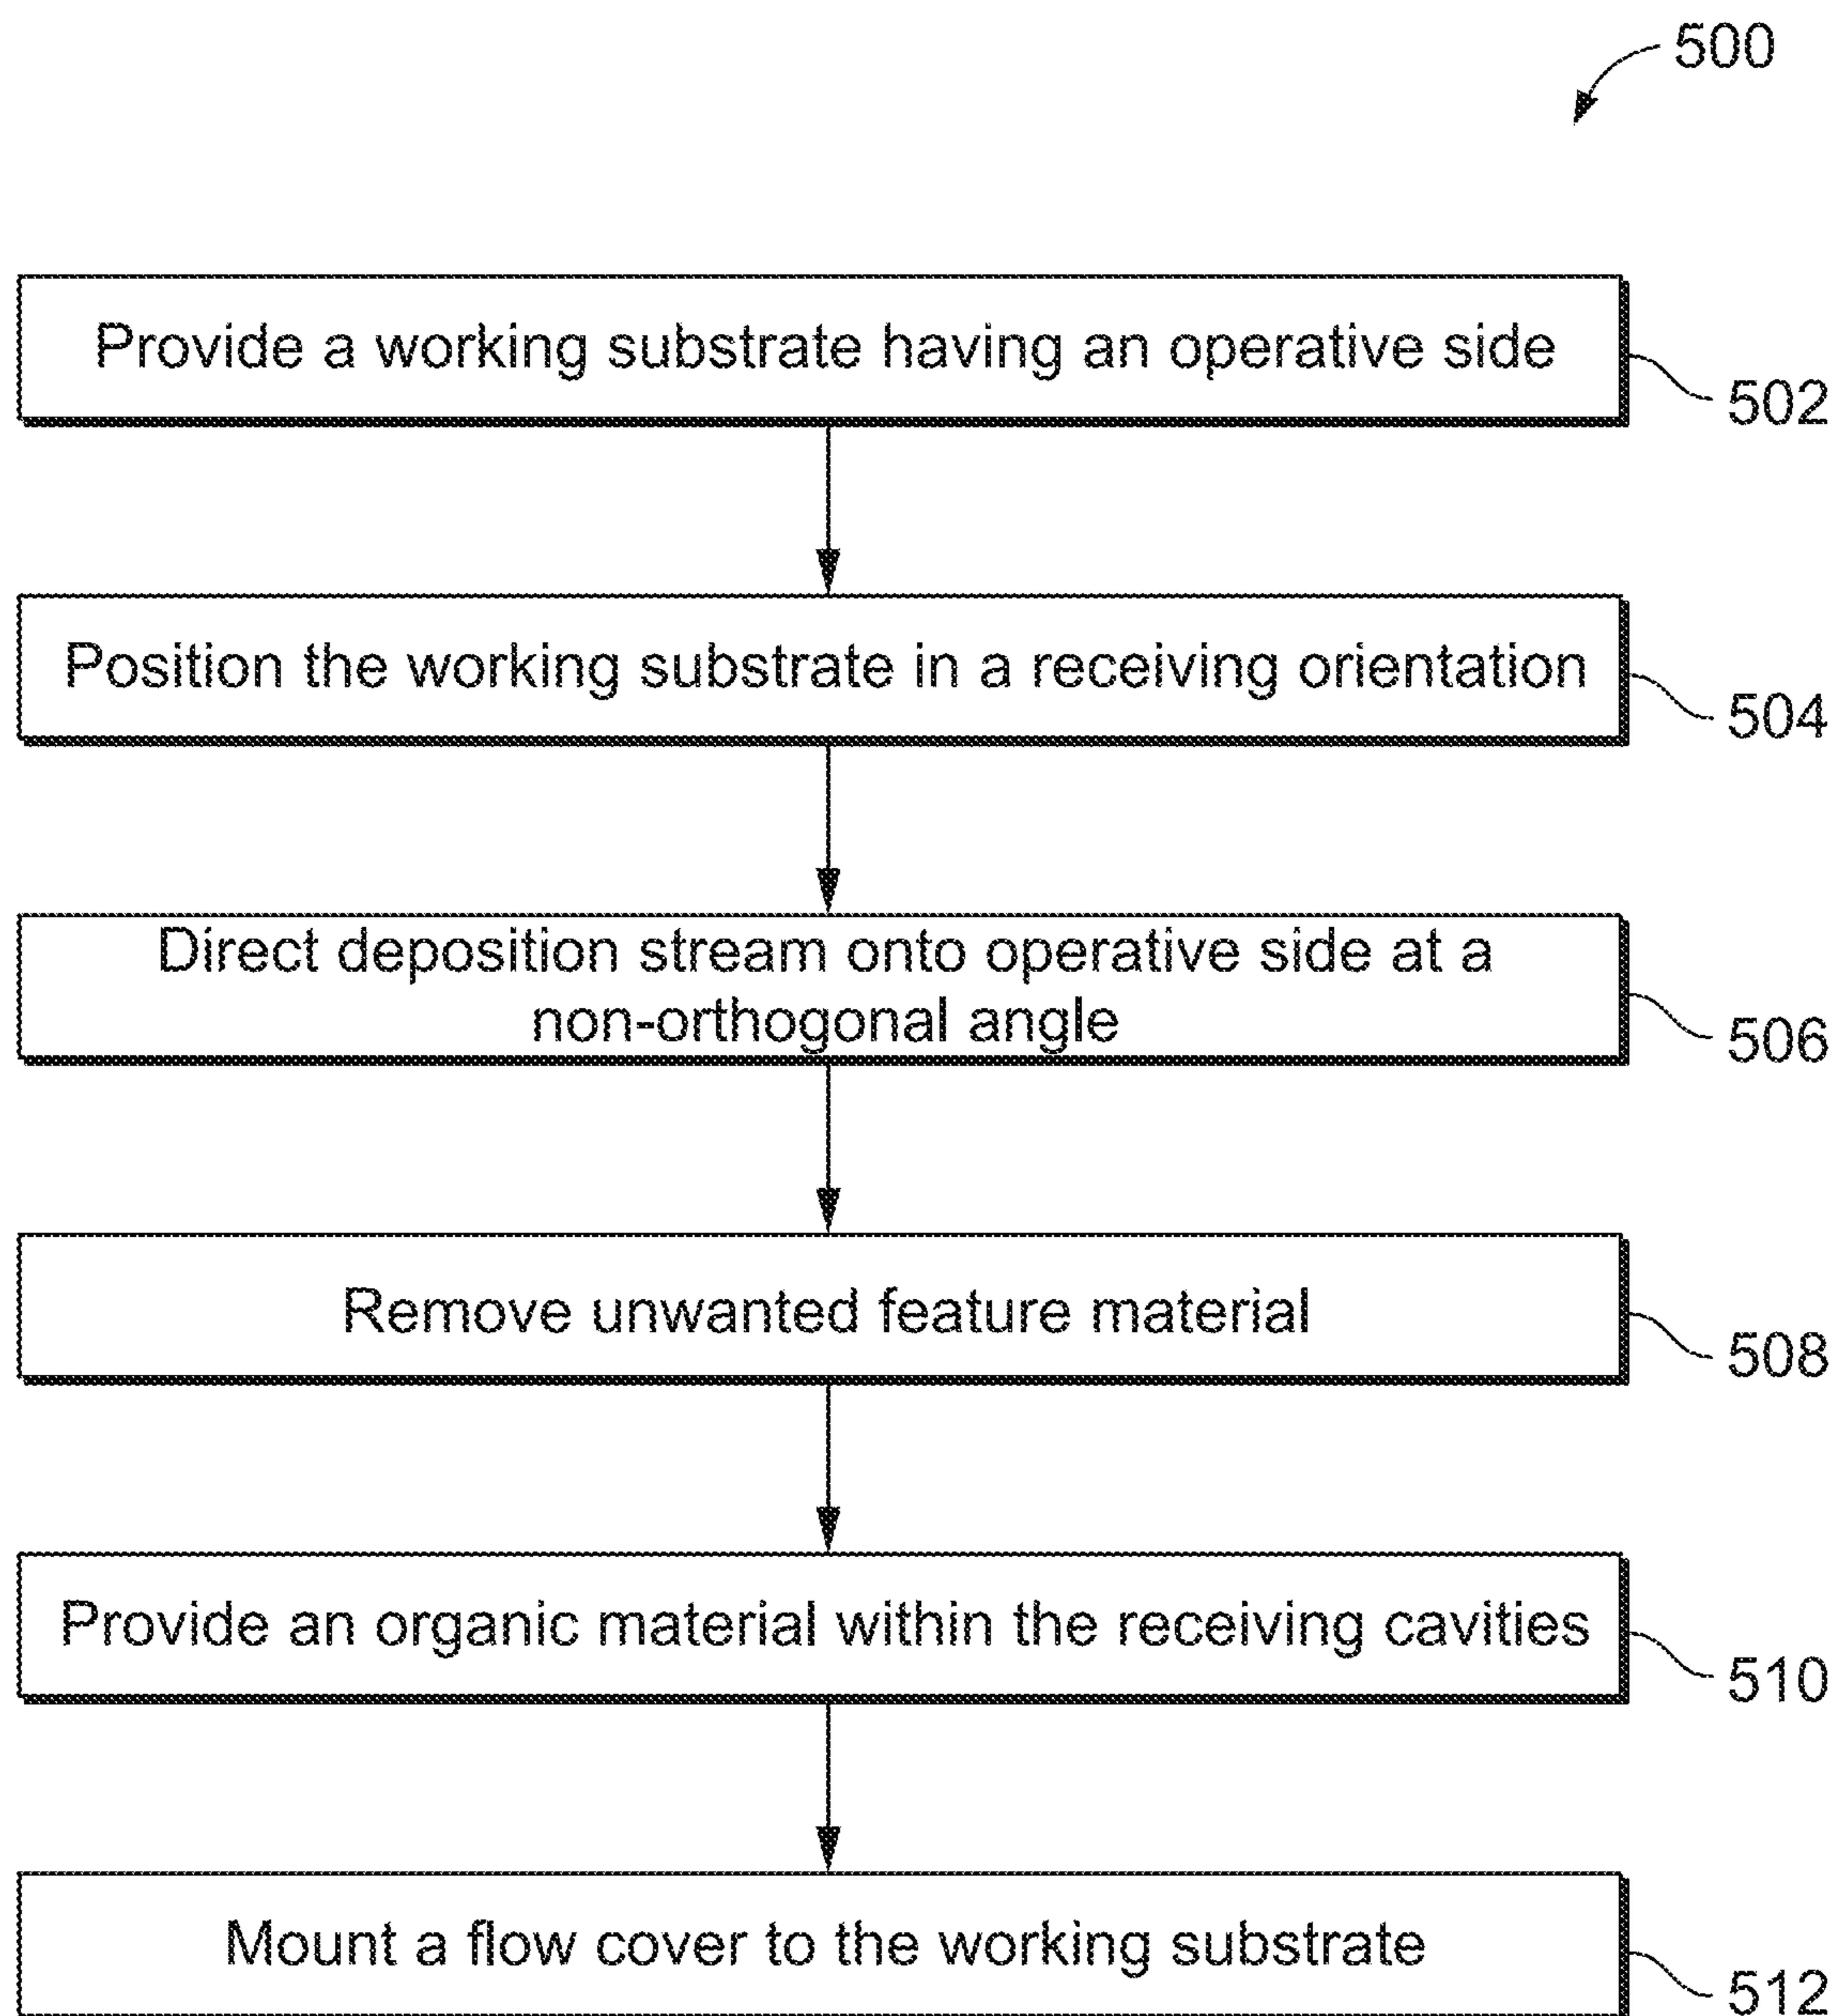 500
Provide a working substrate having an operative side
502
Position the working substrate in a receiving orientation
504
Direct deposition stream onto operative side at a
non-orthogonal angle
506
Remove unwanted feature material
508
Provide an organic material within the receiving cavities
510
Mount a flow cover to the working substrate
512